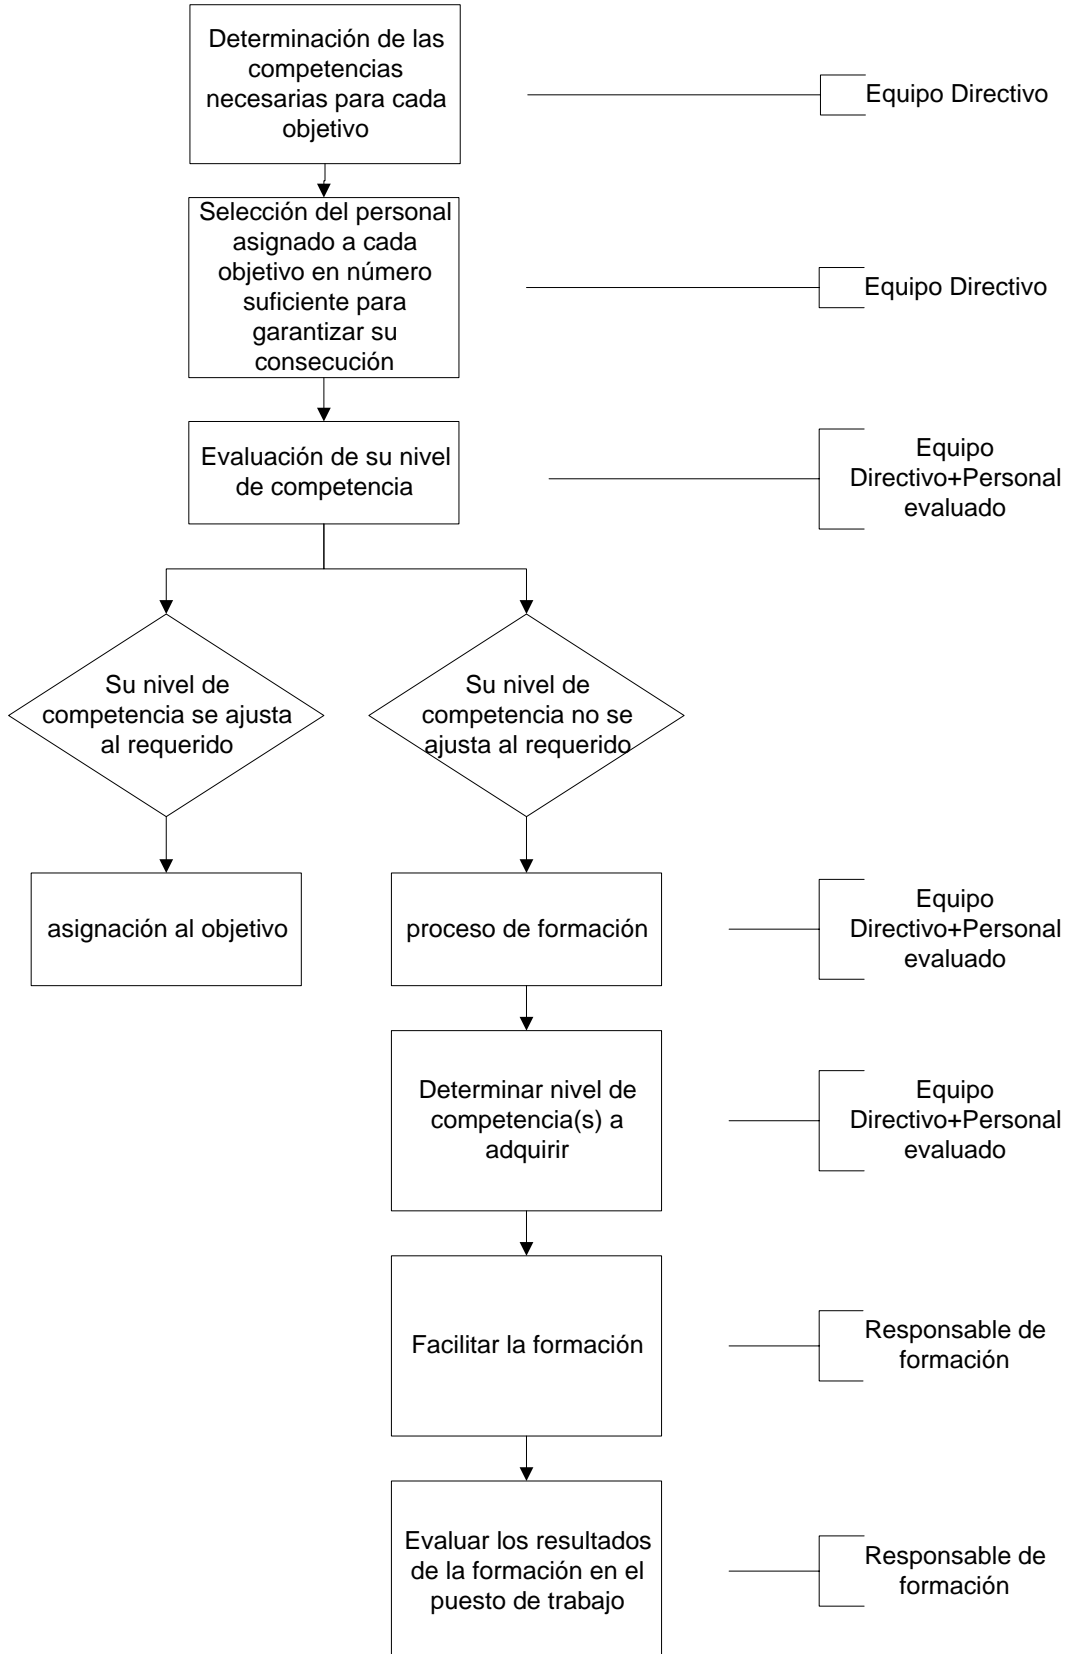 Determinación de las
competencias
necesarias para cada
objetivo
Equipo Directivo
Selección del personal
asignado a cada
objetivo en número
suficiente para
garantizar su
consecución
Equipo Directivo
Evaluación de su nivel
de competencia
Equipo
Directivo+Personal
evaluado
Su nivel de
competencia se ajusta
al requerido
Su nivel de
competencia no se
ajusta al requerido
asignación al objetivo
proceso de formación
Equipo
Directivo+Personal
evaluado
Determinar nivel de
competencia(s) a
adquirir
Equipo
Directivo+Personal
evaluado
Facilitar la formación
Responsable de
formación
Evaluar los resultados
de la formación en el
puesto de trabajo
Responsable de
formación